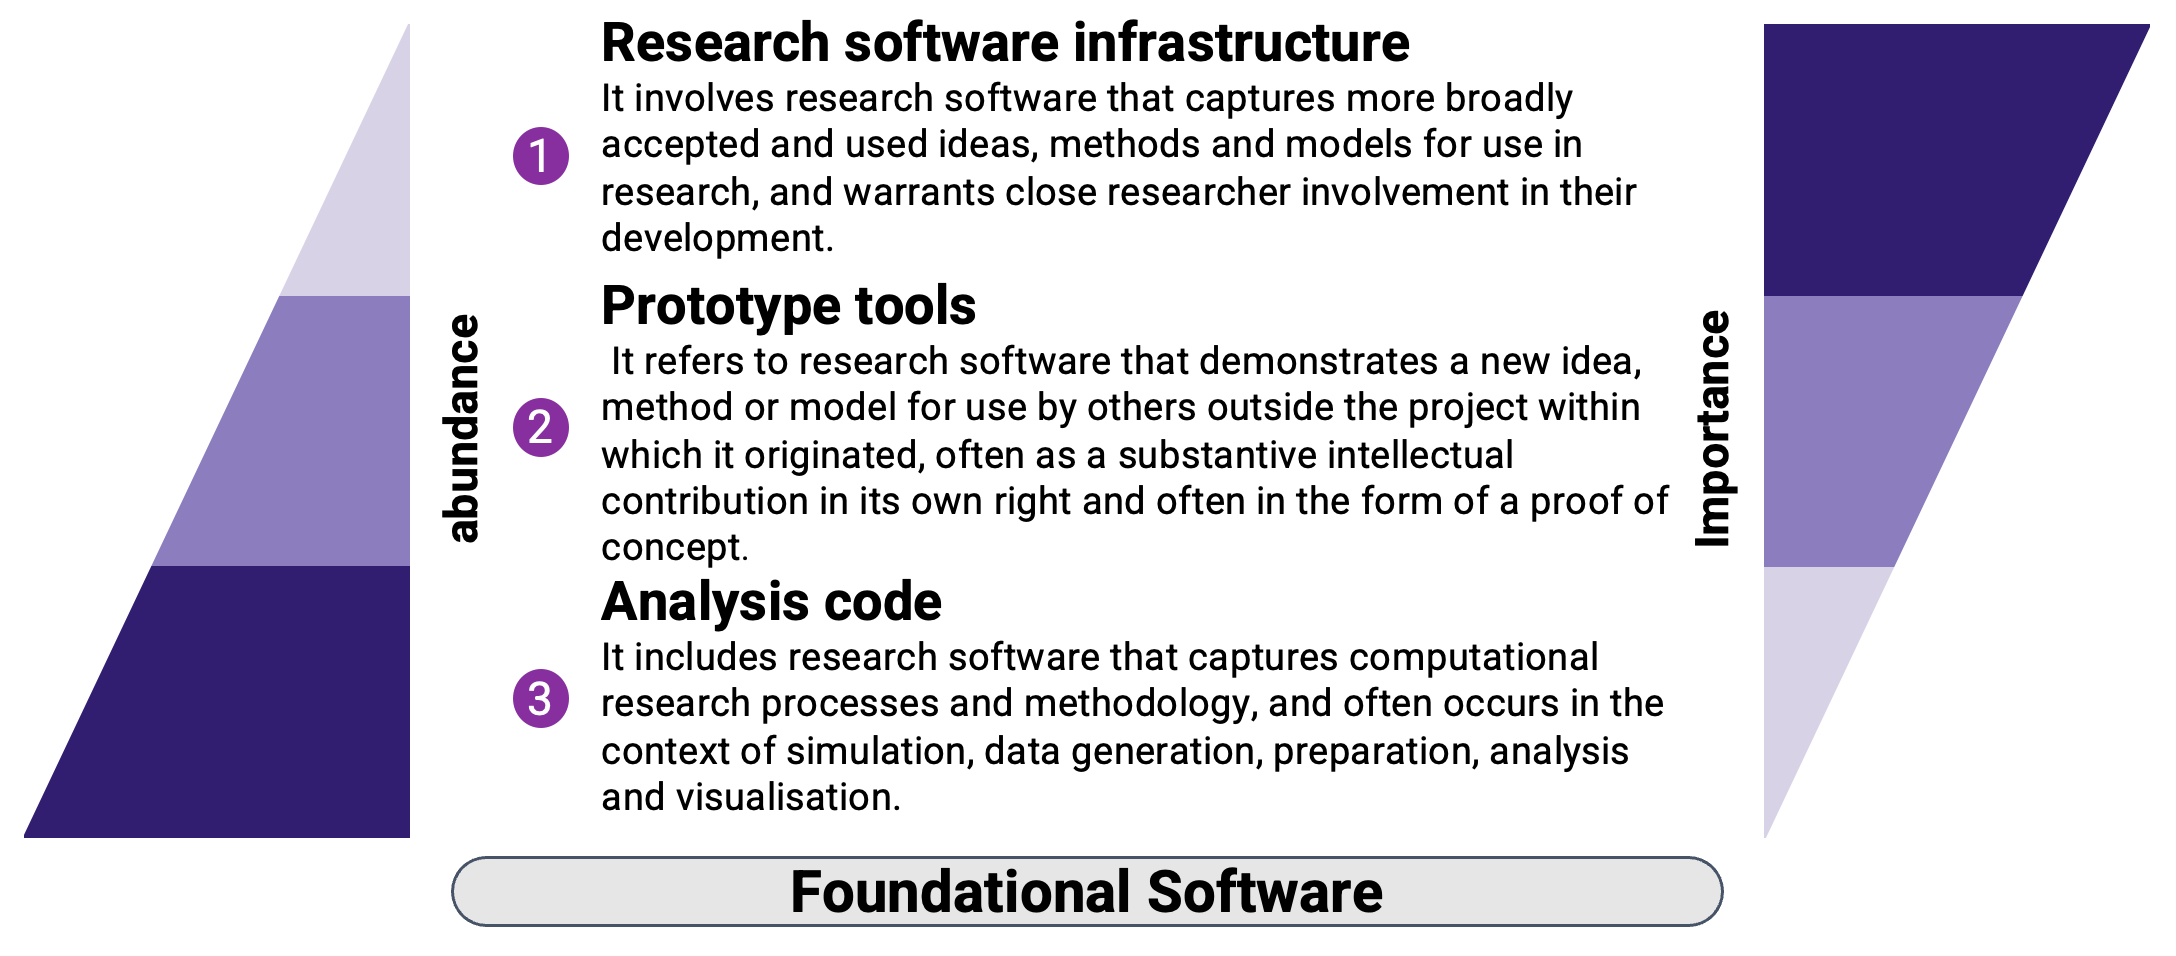 Research software infrastructure
It involves research software that captures more broadly
accepted and used ideas, methods and models for use in
research, and warrants close researcher involvement in their
development.
1
Prototype tools
It refers to research software that demonstrates a new idea,
method or model for use by others outside the project within
which it originated, often as a substantive intellectual
contribution in its own right and often in the form of a proof of
concept.
2
Analysis code
It includes research software that captures computational
research processes and methodology, and often occurs in the
context of simulation, data generation, preparation, analysis
and visualisation.
3
abundance
Importance
Foundational Software